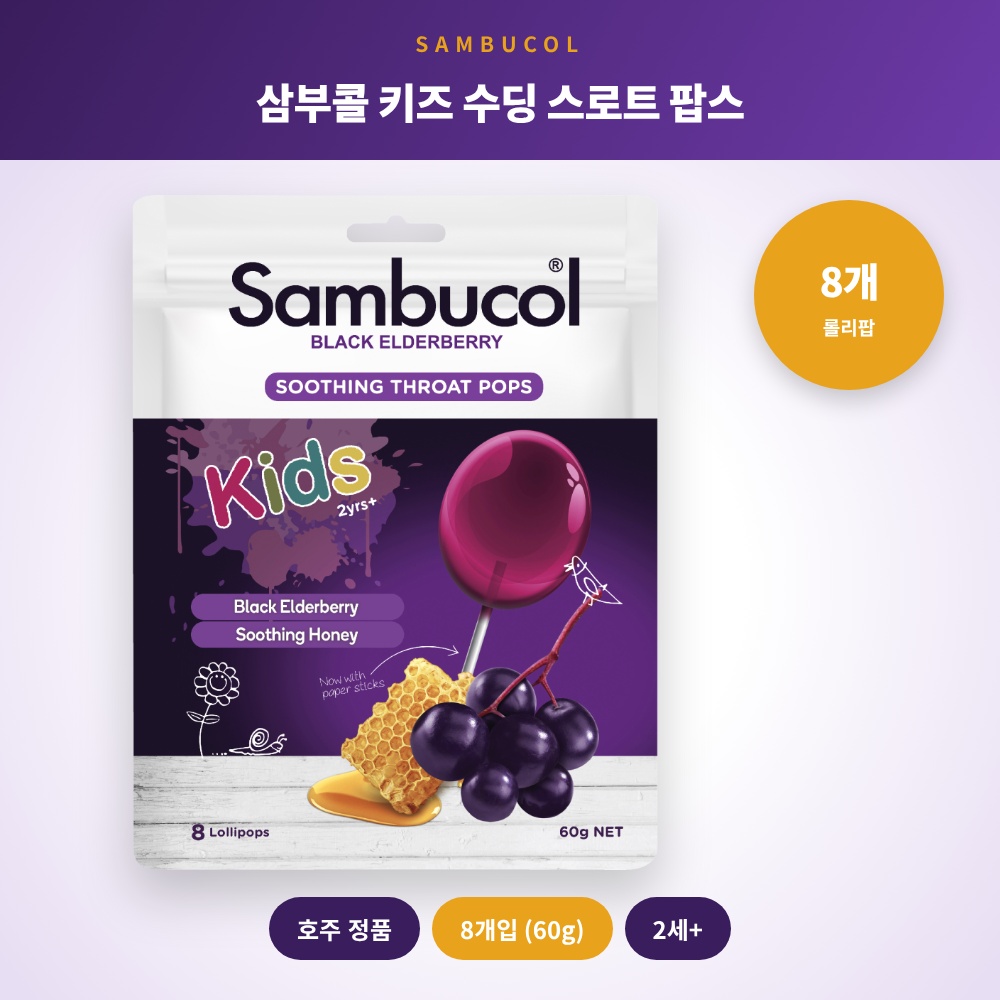 SAMBUCOL
삼부콜 키즈 수딩 스로트 팝스
Sambucol®
BLACK ELDERBERRY
SOOTHING THROAT POPS
8개
롤리팝
Kids
2yrs+
Black Elderberry
Soothing Honey
Now with
paper sticks
8 Lollipops
60g NET
호주 정품
8개입 (60g)
2세+